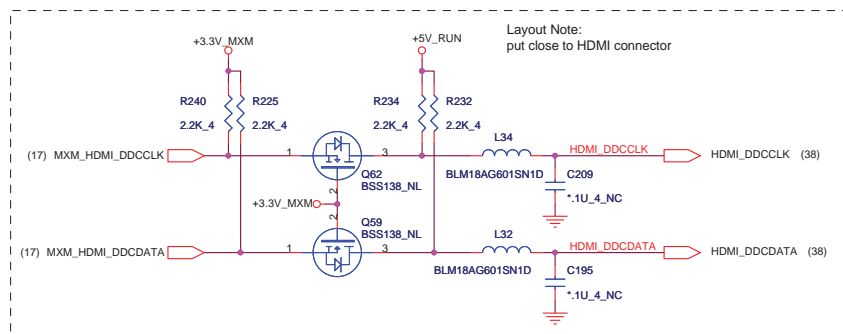 Layout Note:
put close to HDMI connector
+3.3V_MXM
+5V_RUN
R240
R225
R234
R232
2.2K_4
2.2K_4
2.2K_4
2.2K_4
L34
(17) MXM_HDMI_DDCCLK
1
3
HDMI_DDCCLK
HDMI_DDCCLK (38)
BLM18AG601SN1D
C209
Q62
BSS138_NL
2
*.1U_4_NC
+3.3V_MXM
2
Q59
BSS138_NL
L32
(17) MXM_HDMI_DDCDATA
1
3
HDMI_DDCDATA
HDMI_DDCDATA (38)
BLM18AG601SN1D
C195
*.1U_4_NC